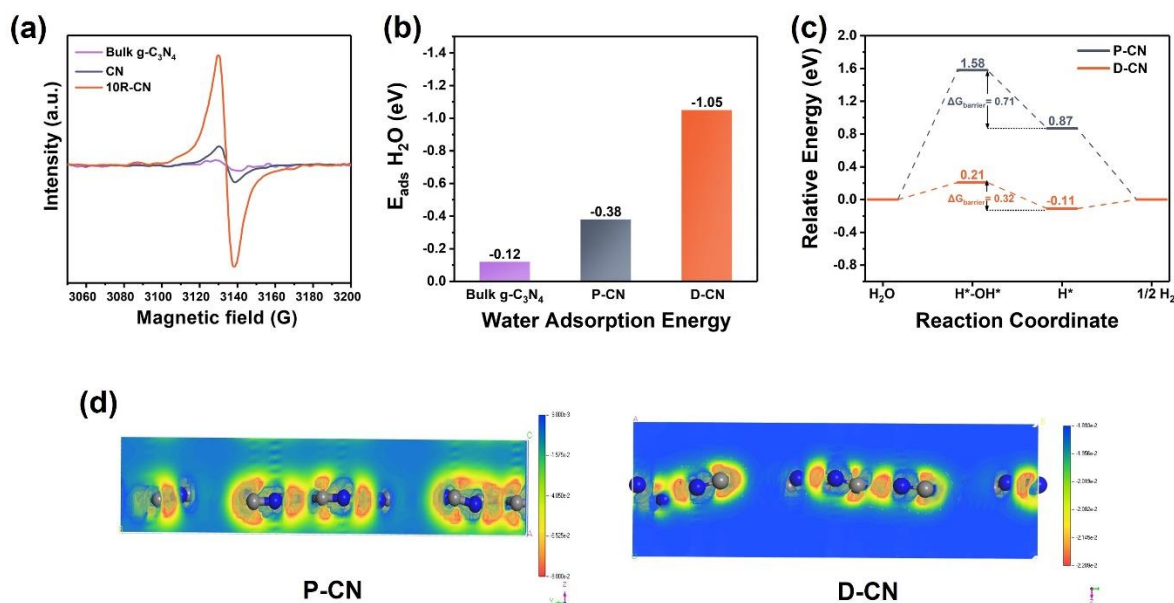 (a)
Bulk g-C₃N₄
CN
10R-CN
Intensity (a.u.)
3060 3080 3100 3120 3140 3160 3180 3200
Magnetic field (G)
(b)
E_ads H₂O (eV)
-1.4
-1.2
-1.0
-0.8
-0.6
-0.4
-0.2
0.0
-0.12
-0.38
-1.05
Bulk g-C₃N₄ P-CN D-CN
Water Adsorption Energy
(c)
Relative Energy (eV)
2.0
1.6
1.2
0.8
0.4
0.0
-0.4
-0.8
P-CN
D-CN
1.58
ΔG_barrier = 0.71
0.87
0.21
ΔG_barrier = 0.32
-0.11
H₂O H*-OH* H* 1/2 H₂
Reaction Coordinate
(d)
P-CN
D-CN